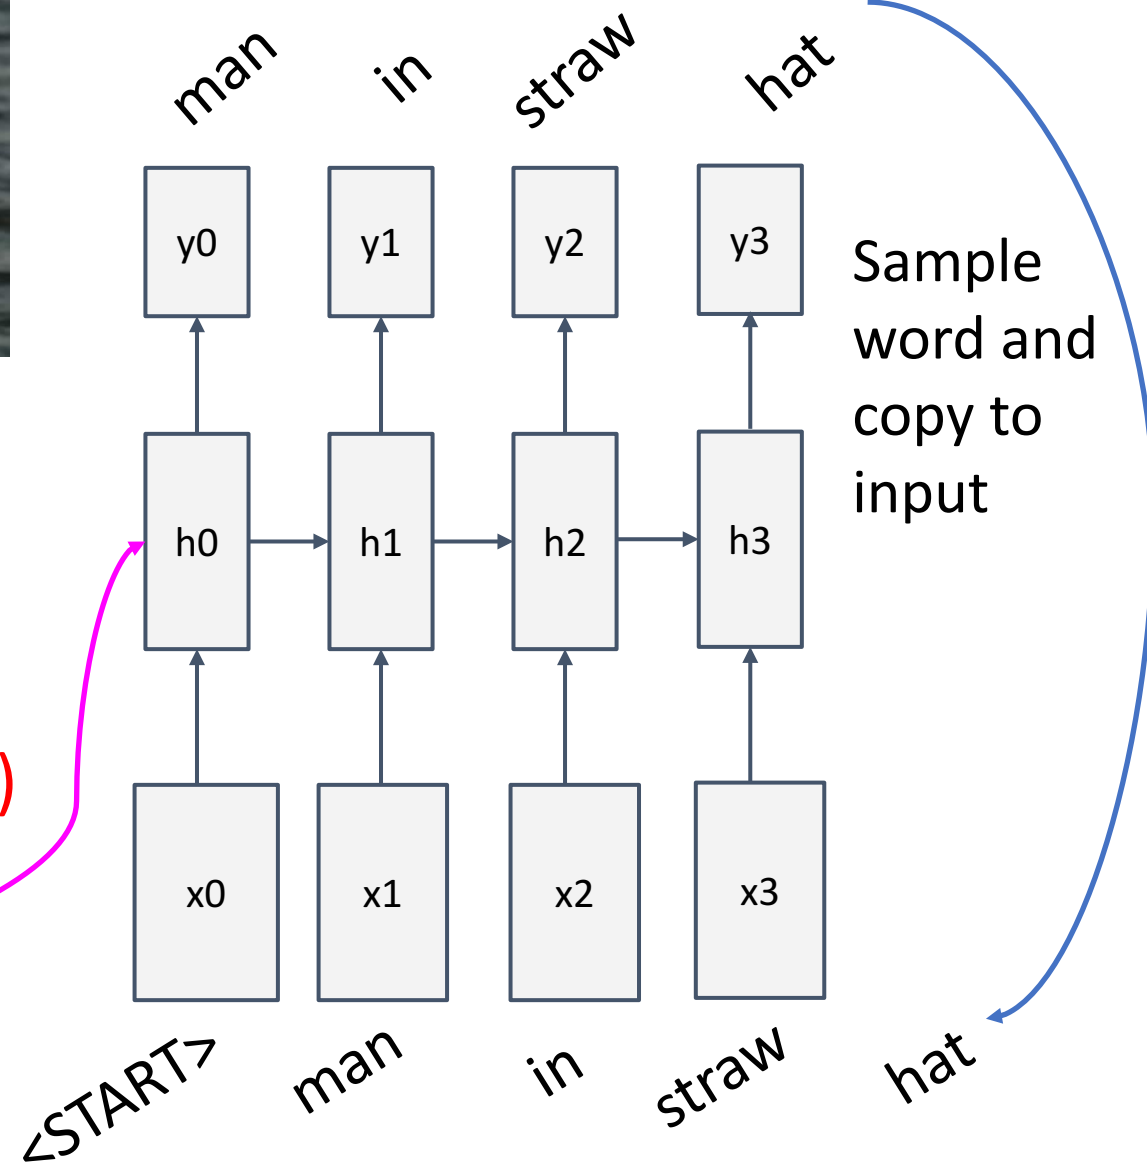 man in straw hat
y0 y1 y2 y3
Sample
word and
copy to
input
h0 h1 h2 h3
)
x0 x1 x2 x3
<START> man in straw hat